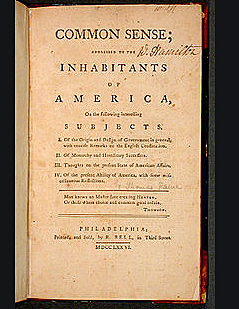 COMMON SENSE;
ADDRESSED TO THE
W. Hamilton
INHABITANTS
OF
AMERICA,
On the following interesting
SUBJECTS.
I. Of the Origin and Design of Government in general,
with concise Remarks on the English Constitution.
II. Of Monarchy and Hereditary Succession.
III. Thoughts on the present State of American Affairs.
IV. Of the present Ability of America, with some mis-
cellaneous Reflections.
Thomas Paine
Man knows no Master save creating HEAVEN,
Or those whom choice and common good ordain.
THOMSON.
PHILADELPHIA;
Printed, and Sold, by R. BELL, in Third Street.
MDCCLXXVI.